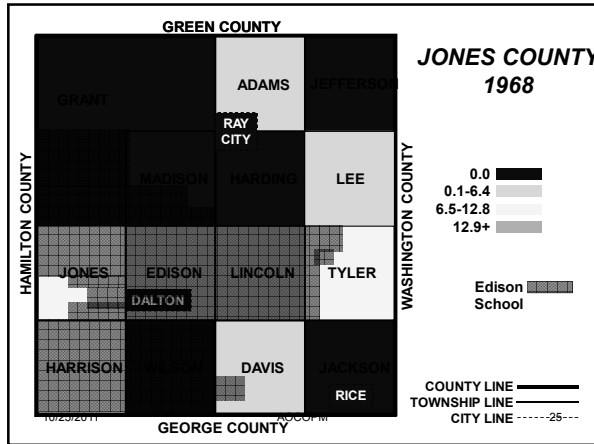 GREEN COUNTY
JONES COUNTY
1968
GRANT
ADAMS
JEFFERSON
RAY
CITY
MADISON
HARDING
LEE
HAMILTON COUNTY
WASHINGTON COUNTY
0.0
0.1-6.4
6.5-12.8
12.9+
JONES
EDISON
LINCOLN
TYLER
DALTON
Edison
School
HARRISON
WILSON
DAVIS
JACKSON
RICE
COUNTY LINE
TOWNSHIP LINE
CITY LINE
10/25/2011
AOCOPM
25
GEORGE COUNTY